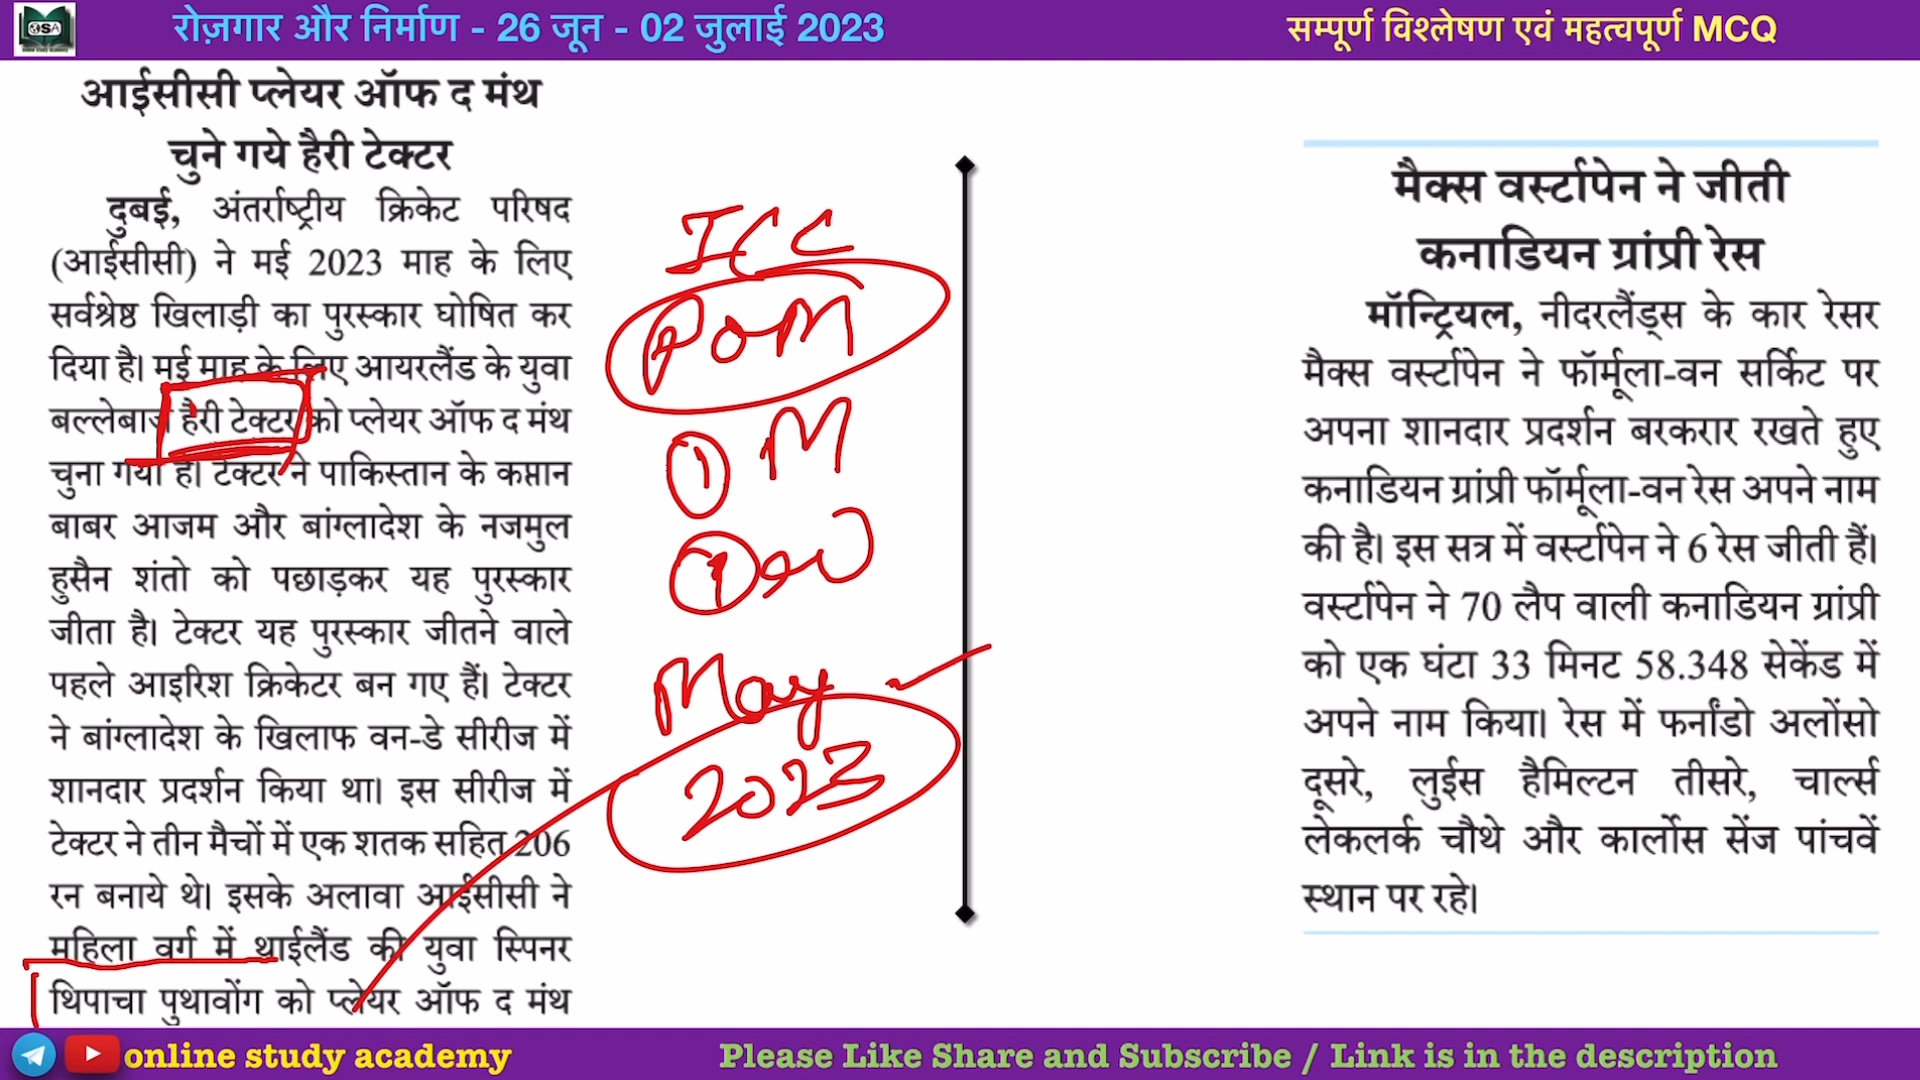 OSA
रोज़गार और निर्माण - 26 जून - 02 जुलाई 2023
सम्पूर्ण विश्लेषण एवं महत्वपूर्ण MCQ
आईसीसी प्लेयर ऑफ द मंथ
चुने गये हैरी टेक्टर
दुबई, अंतर्राष्ट्रीय क्रिकेट परिषद
(आईसीसी) ने मई 2023 माह के लिए
सर्वश्रेष्ठ खिलाड़ी का पुरस्कार घोषित कर
दिया है। मई माह के लिए आयरलैंड के युवा
बल्लेबाज हैरी टेक्टर को प्लेयर ऑफ द मंथ
चुना गया है। टेक्टर ने पाकिस्तान के कप्तान
बाबर आजम और बांग्लादेश के नजमुल
हुसैन शंतो को पछाड़कर यह पुरस्कार
जीता है। टेक्टर यह पुरस्कार जीतने वाले
पहले आइरिश क्रिकेटर बन गए हैं। टेक्टर
ने बांग्लादेश के खिलाफ वन-डे सीरीज में
शानदार प्रदर्शन किया था। इस सीरीज में
टेक्टर ने तीन मैचों में एक शतक सहित 206
रन बनाये थे। इसके अलावा आईसीसी ने
महिला वर्ग में थाईलैंड की युवा स्पिनर
थिपाचा पुथावोंग को प्लेयर ऑफ द मंथ
ICC
POM
1 M
1
May
2023
मैक्स वर्स्टापेन ने जीती
कनाडियन ग्रांप्री रेस
मॉन्ट्रियल, नीदरलैंड्स के कार रेसर
मैक्स वर्स्टापेन ने फॉर्मूला-वन सर्किट पर
अपना शानदार प्रदर्शन बरकरार रखते हुए
कनाडियन ग्रांप्री फॉर्मूला-वन रेस अपने नाम
की है। इस सत्र में वर्स्टापेन ने 6 रेस जीती हैं।
वर्स्टापेन ने 70 लैप वाली कनाडियन ग्रांप्री
को एक घंटा 33 मिनट 58.348 सेकेंड में
अपने नाम किया। रेस में फर्नांडो अलोंसो
दूसरे, लुईस हैमिल्टन तीसरे, चार्ल्स
लेकलर्क चौथे और कार्लोस सेंज पांचवें
स्थान पर रहे।
online study academy
Please Like Share and Subscribe / Link is in the description